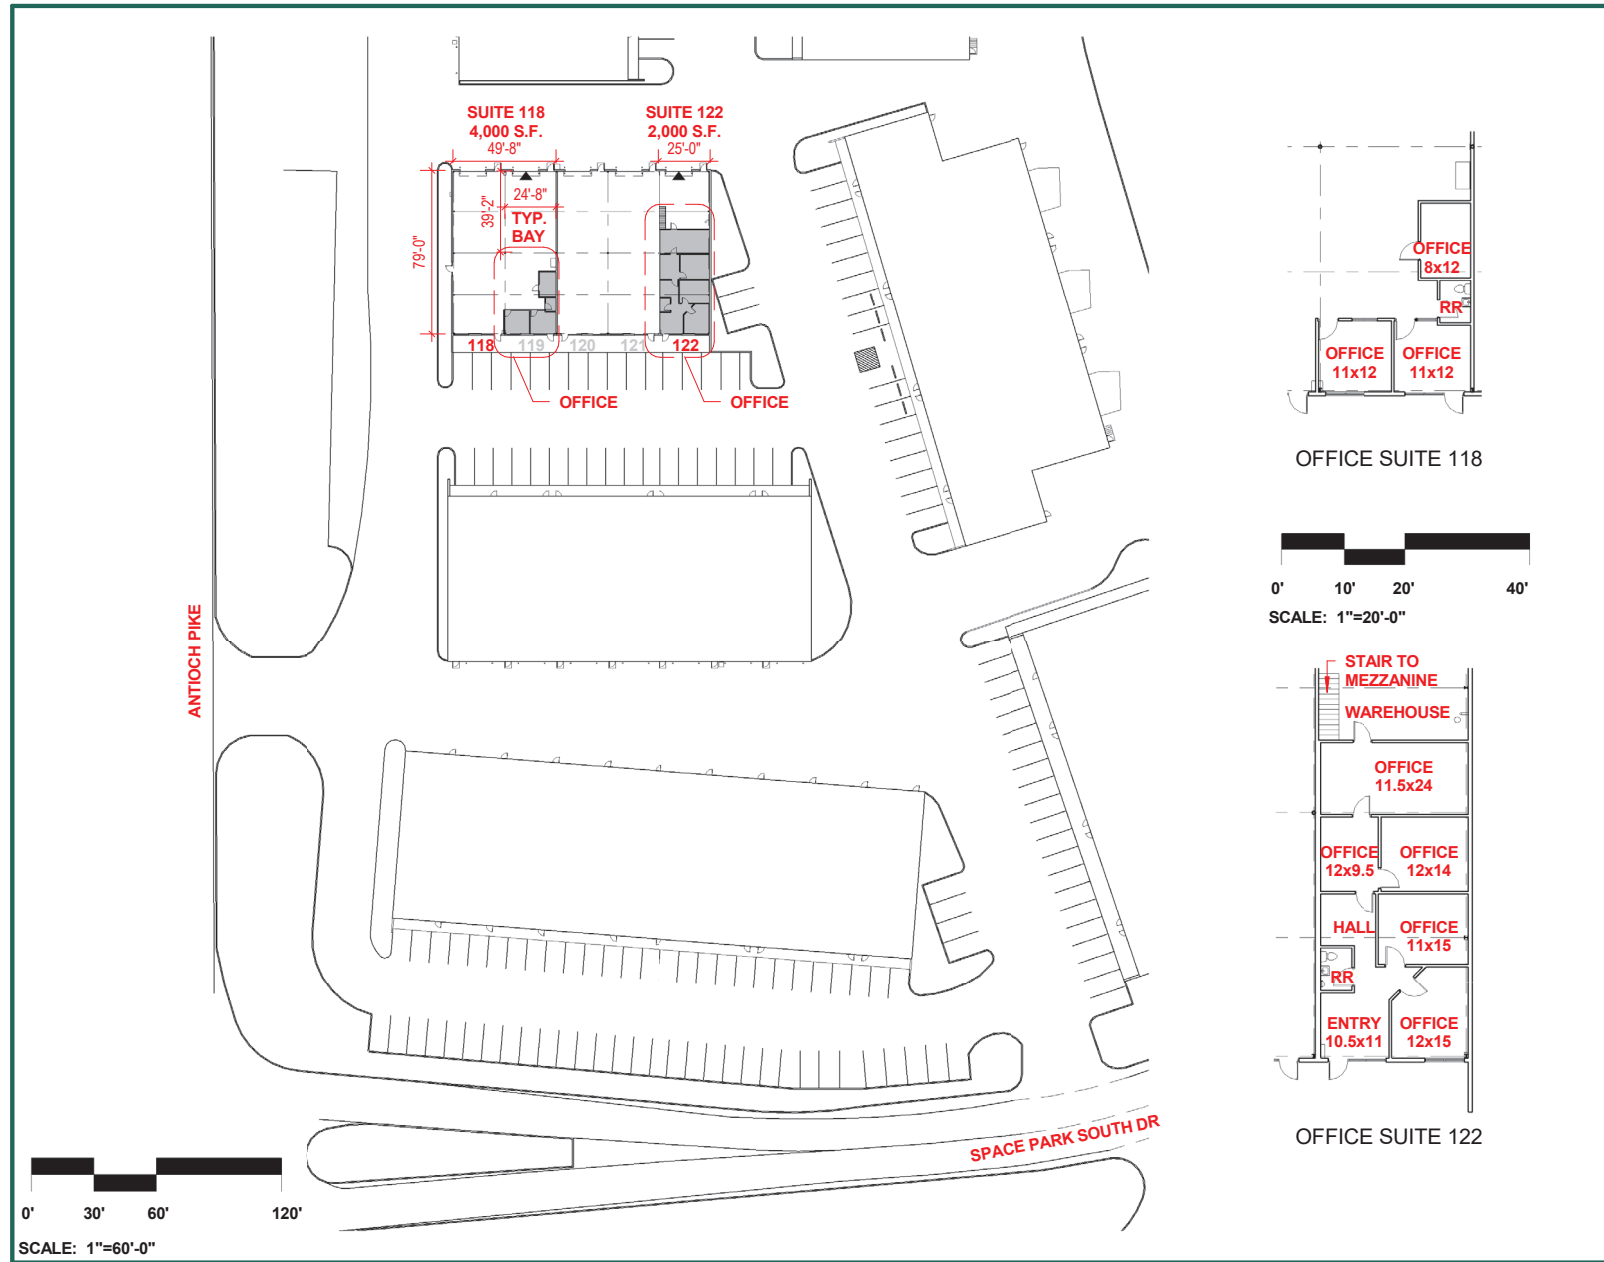 SUITE 118
4,000 S.F.
49'-8"
SUITE 122
2,000 S.F.
25'-0"
24'-8"
39'-2"
TYP.
BAY
79'-0"
118
119
120
121
122
OFFICE
OFFICE
ANTIOCH PIKE
SPACE PARK SOUTH DR
0'
30'
60'
120'
SCALE: 1"=60'-0"
OFFICE
8x12
RR
OFFICE
11x12
OFFICE
11x12
OFFICE SUITE 118
0'
10'
20'
40'
SCALE: 1"=20'-0"
STAIR TO
MEZZANINE
WAREHOUSE
OFFICE
11.5x24
OFFICE
12x9.5
OFFICE
12x14
HALL
OFFICE
11x15
RR
ENTRY
10.5x11
OFFICE
12x15
OFFICE SUITE 122